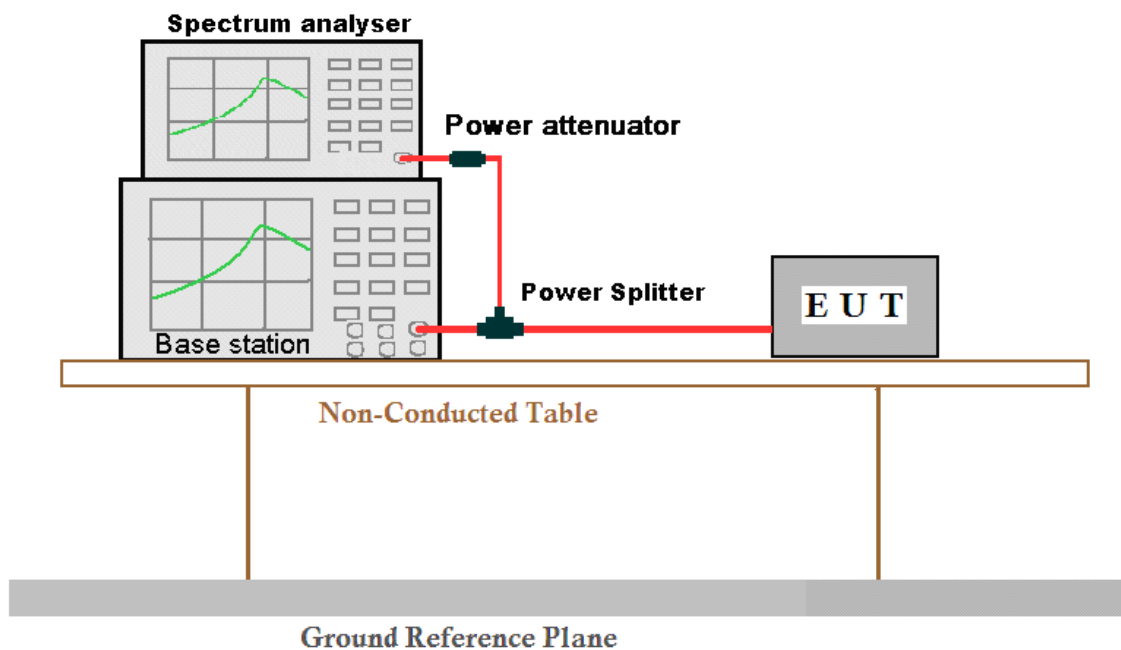 Spectrum analyser
Power attenuator
Power Splitter
E U T
Base station
Non-Conducted Table
Ground Reference Plane